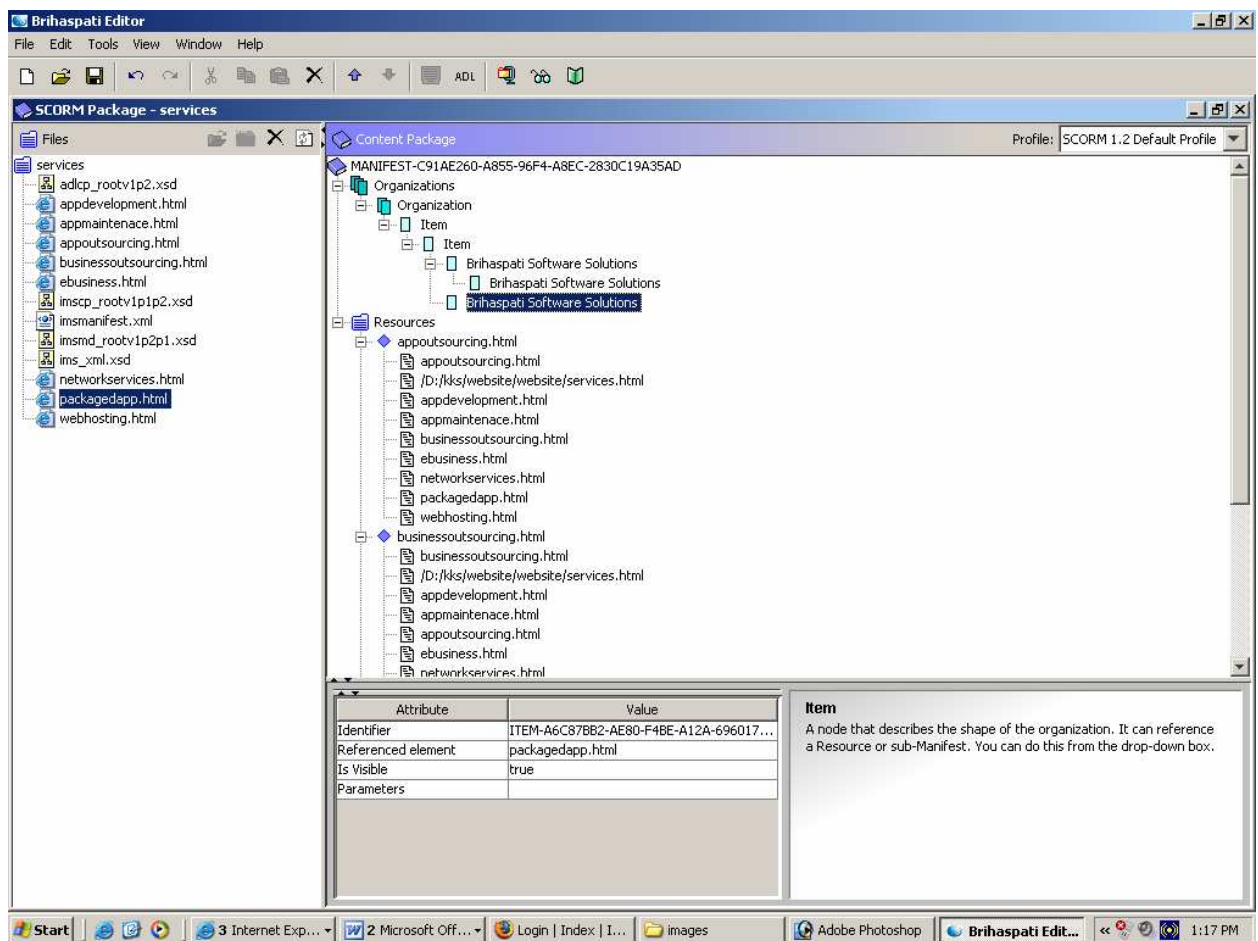 Brihaspati Editor
File Edit Tools View Window Help
ADL
SCORM Package - services
Files
Content Package
Profile: SCORM 1.2 Default Profile
services
adlcp_rootv1p2.xsd
appdevelopment.html
appmaintenace.html
appoutsourcing.html
businessoutsourcing.html
ebusiness.html
imscp_rootv1p1p2.xsd
imsmanifest.xml
imsmd_rootv1p2p1.xsd
ims_xml.xsd
networkservices.html
packagedapp.html
webhosting.html
MANIFEST-C91AE260-A855-96F4-A8EC-2830C19A35AD
Organizations
Organization
Item
Item
Brihaspati Software Solutions
Brihaspati Software Solutions
Brihaspati Software Solutions
Resources
appoutsourcing.html
appoutsourcing.html
/D:/kks/website/website/services.html
appdevelopment.html
appmaintenace.html
businessoutsourcing.html
ebusiness.html
networkservices.html
packagedapp.html
webhosting.html
businessoutsourcing.html
businessoutsourcing.html
/D:/kks/website/website/services.html
appdevelopment.html
appmaintenace.html
appoutsourcing.html
ebusiness.html
networkservices.html
Attribute Value
Identifier ITEM-A6C87BB2-AE80-F4BE-A12A-696017...
Referenced element packagedapp.html
Is Visible true
Parameters
Item
A node that describes the shape of the organization. It can reference
a Resource or sub-Manifest. You can do this from the drop-down box.
Start 3 Internet Exp... 2 Microsoft Off... Login | Index | I... images Adobe Photoshop Brihaspati Edit... « 1:17 PM